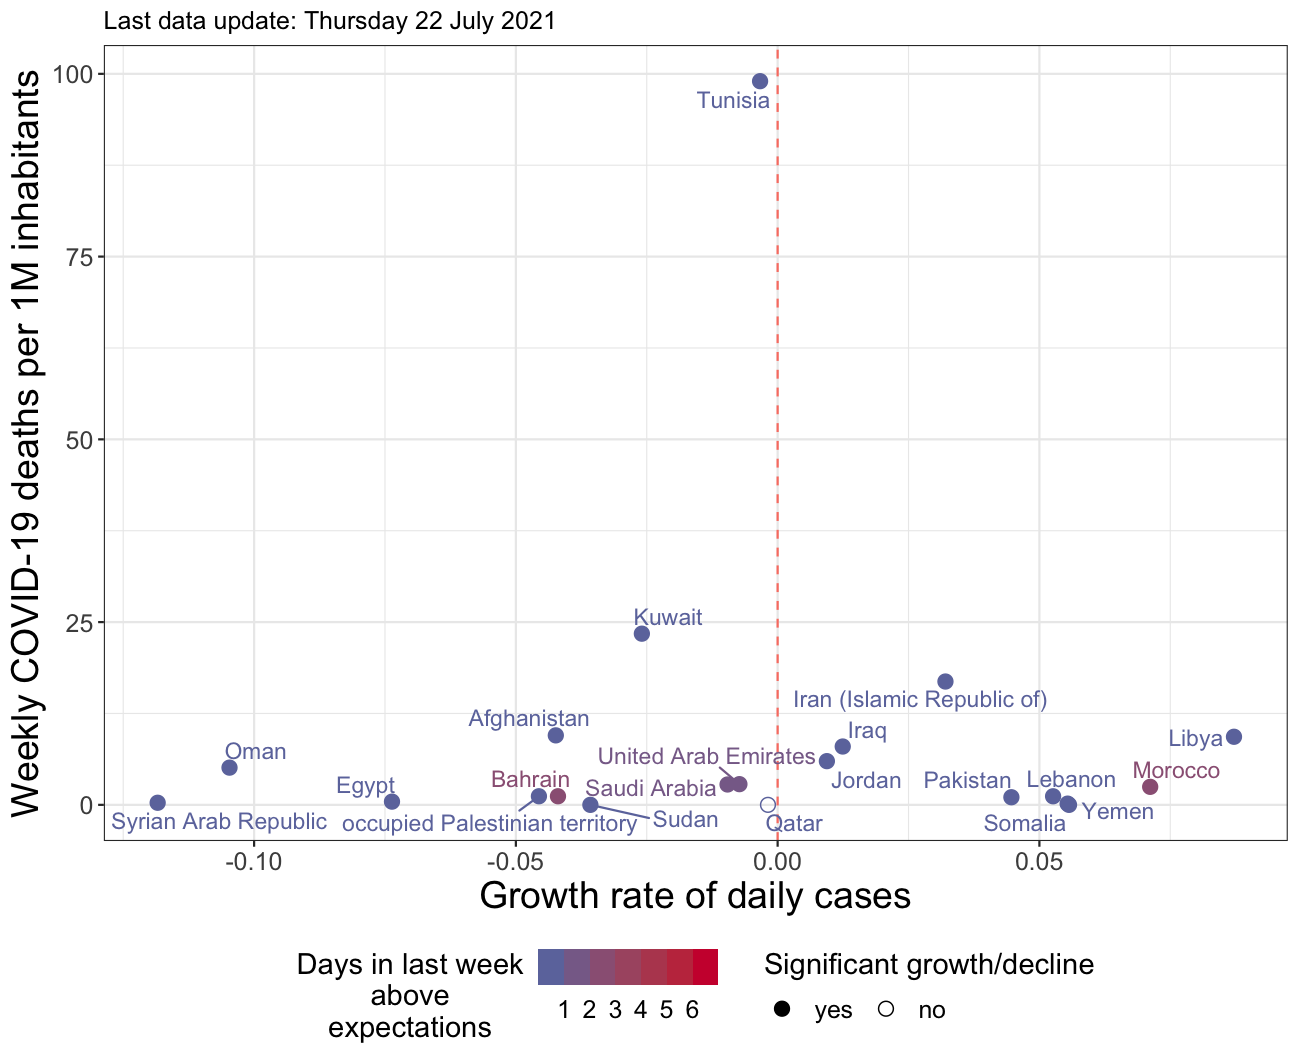 Last data update: Thursday 22 July 2021
Weekly COVID-19 deaths per 1M inhabitants
100
75
50
25
0
Tunisia
Kuwait
Iran (Islamic Republic of)
Afghanistan
Iraq
Libya
Oman
United Arab Emirates
Morocco
Egypt
Bahrain
Saudi Arabia
Jordan
Pakistan
Lebanon
Syrian Arab Republic
occupied Palestinian territory
Sudan
Qatar
Somalia
Yemen
-0.10
-0.05
0.00
0.05
Growth rate of daily cases
Days in last week
above
expectations
1 2 3 4 5 6
Significant growth/decline
yes
no